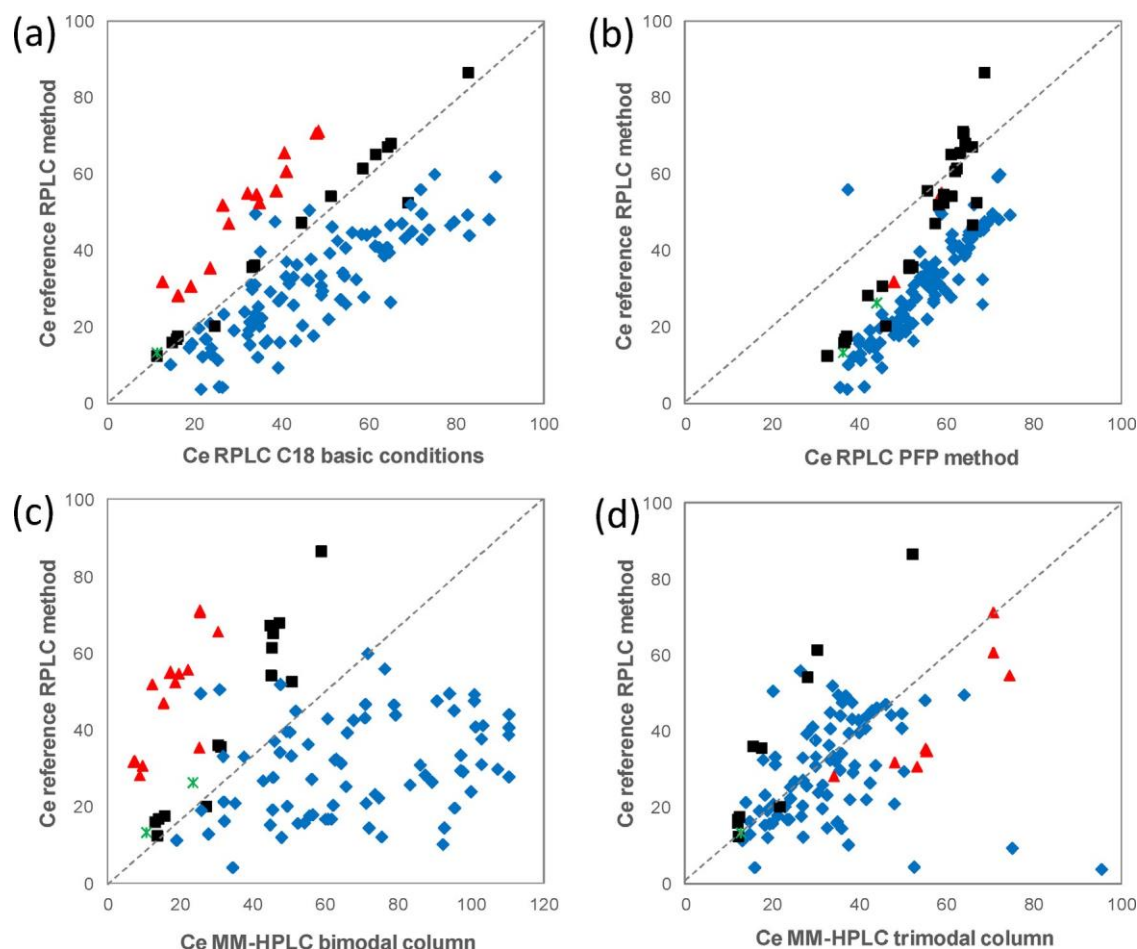 (a)
Ce reference RPLC method
100
80
60
40
20
0
0 20 40 60 80 100
Ce RPLC C18 basic conditions
(b)
Ce reference RPLC method
100
80
60
40
20
0
0 20 40 60 80 100
Ce RPLC PFP method
(c)
Ce reference RPLC method
100
80
60
40
20
0
0 20 40 60 80 100 120
Ce MM-HPLC bimodal column
(d)
Ce reference RPLC method
100
80
60
40
20
0
0 20 40 60 80 100
Ce MM-HPLC trimodal column